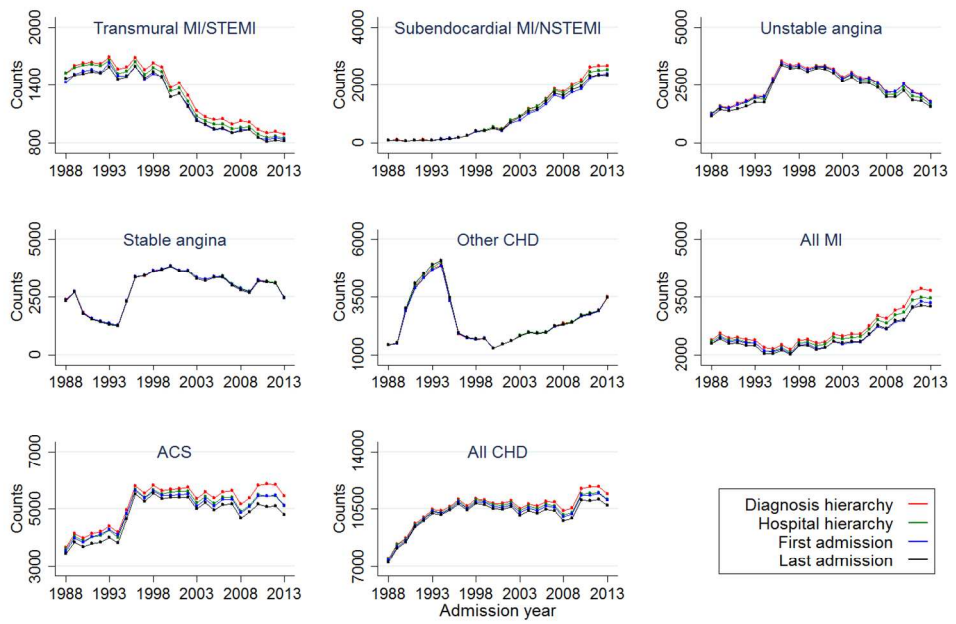 Transmural MI/STEMI
Counts
2000
1400
800
1988 1993 1998 2003 2008 2013
Subendocardial MI/NSTEMI
Counts
4000
2000
0
1988 1993 1998 2003 2008 2013
Unstable angina
Counts
5000
2500
0
1988 1993 1998 2003 2008 2013
Stable angina
Counts
5000
2500
0
1988 1993 1998 2003 2008 2013
Other CHD
Counts
6000
3500
1000
1988 1993 1998 2003 2008 2013
All MI
Counts
5000
3500
2000
1988 1993 1998 2003 2008 2013
ACS
Counts
7000
5000
3000
1988 1993 1998 2003 2008 2013
All CHD
Counts
14000
10500
7000
1988 1993 1998 2003 2008 2013
Admission year
Diagnosis hierarchy
Hospital hierarchy
First admission
Last admission